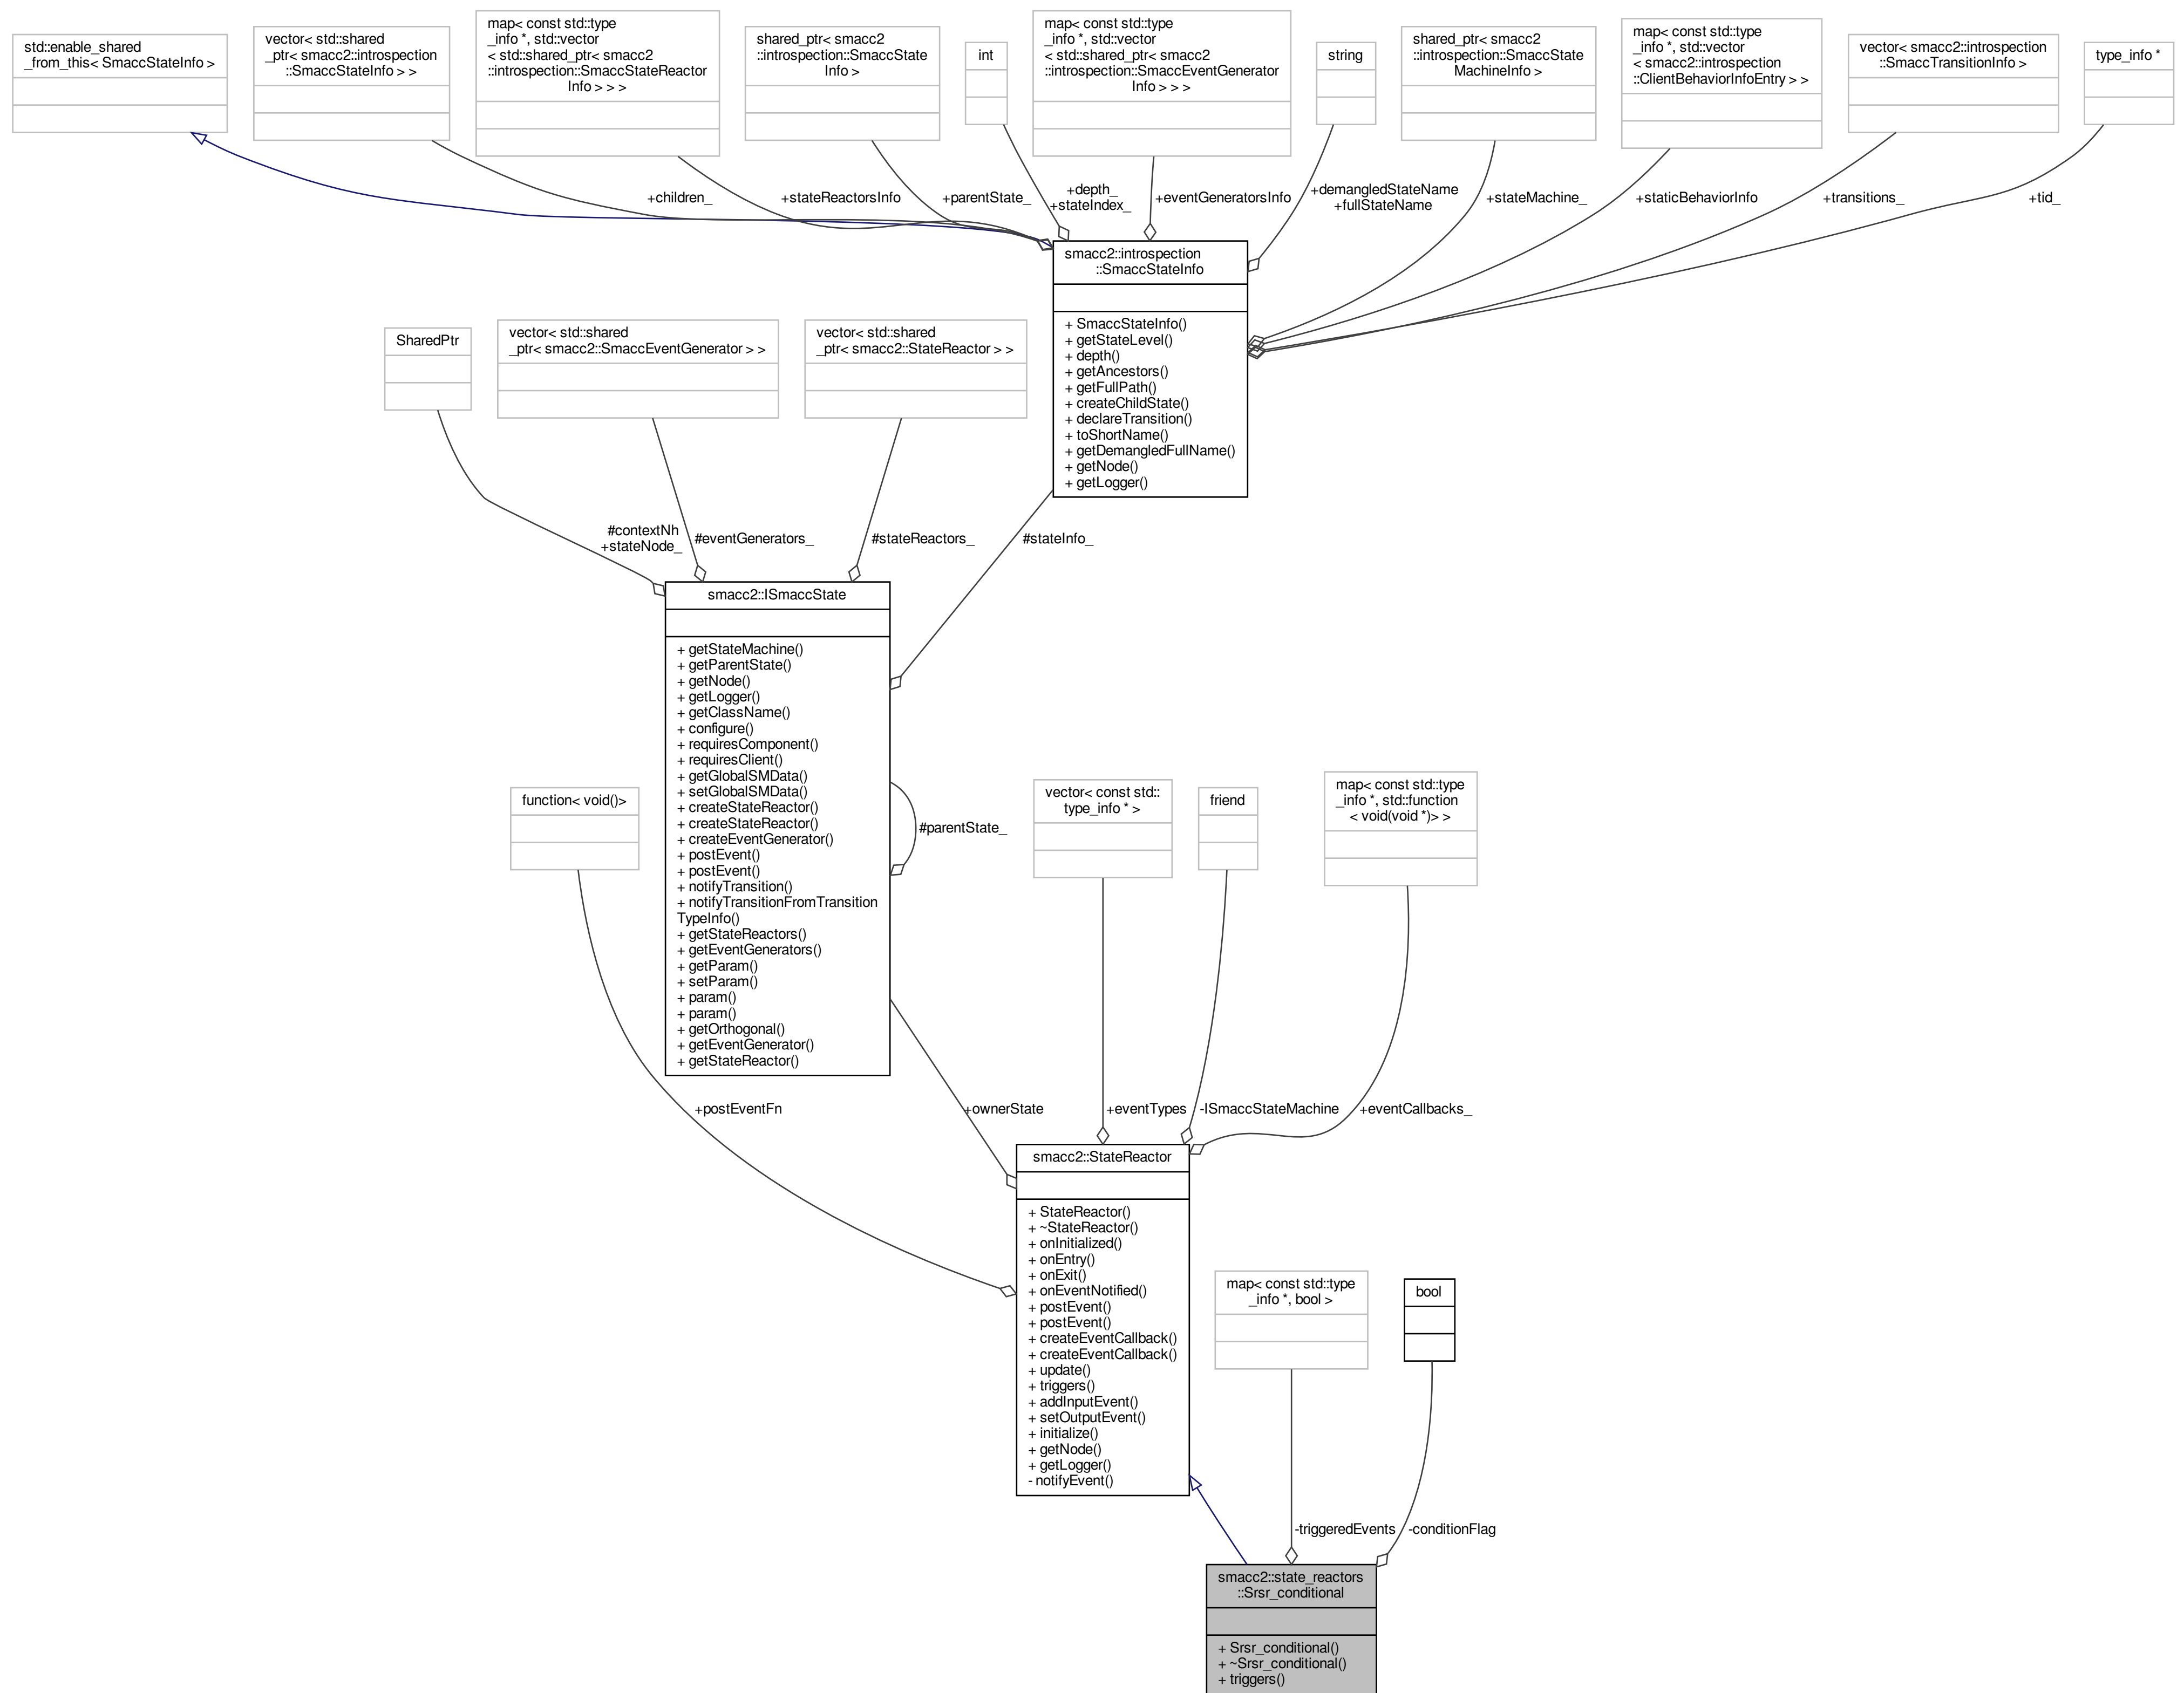 std::enable_shared
_from_this< SmaccStateInfo >
vector< std::shared
_ptr< smacc2::introspection
::SmaccStateInfo > >
map< const std::type
_info *, std::vector
< std::shared_ptr< smacc2
::introspection::SmaccStateReactor
Info > > >
shared_ptr< smacc2
::introspection::SmaccState
Info >
int
map< const std::type
_info *, std::vector
< std::shared_ptr< smacc2
::introspection::SmaccEventGenerator
Info > > >
string
shared_ptr< smacc2
::introspection::SmaccState
MachineInfo >
map< const std::type
_info *, std::vector
< smacc2::introspection
::ClientBehaviorInfoEntry > >
vector< smacc2::introspection
::SmaccTransitionInfo >
type_info *
+children_
+stateReactorsInfo
+parentState_
+depth_
+stateIndex_
+eventGeneratorsInfo
+demangledStateName
+fullStateName
+stateMachine_
+staticBehaviorInfo
+transitions_
+tid_
smacc2::introspection
::SmaccStateInfo
+ SmaccStateInfo()
+ getStateLevel()
+ depth()
+ getAncestors()
+ getFullPath()
+ createChildState()
+ declareTransition()
+ toShortName()
+ getDemangledFullName()
+ getNode()
+ getLogger()
SharedPtr
vector< std::shared
_ptr< smacc2::SmaccEventGenerator > >
vector< std::shared
_ptr< smacc2::StateReactor > >
#contextNh
+stateNode_
#eventGenerators_
#stateReactors_
#stateInfo_
smacc2::ISmaccState
+ getStateMachine()
+ getParentState()
+ getNode()
+ getLogger()
+ getClassName()
+ configure()
+ requiresComponent()
+ requiresClient()
+ getGlobalSMData()
+ setGlobalSMData()
+ createStateReactor()
+ createStateReactor()
+ createEventGenerator()
+ postEvent()
+ postEvent()
+ notifyTransition()
+ notifyTransitionFromTransition
TypeInfo()
+ getStateReactors()
+ getEventGenerators()
+ getParam()
+ setParam()
+ param()
+ param()
+ getOrthogonal()
+ getEventGenerator()
+ getStateReactor()
#parentState_
function< void()>
vector< const std::
type_info * >
friend
map< const std::type
_info *, std::function
< void(void *)> >
+postEventFn
+ownerState
+eventTypes
-ISmaccStateMachine
+eventCallbacks_
smacc2::StateReactor
+ StateReactor()
+ ~StateReactor()
+ onInitialized()
+ onEntry()
+ onExit()
+ onEventNotified()
+ postEvent()
+ postEvent()
+ createEventCallback()
+ createEventCallback()
+ update()
+ triggers()
+ addInputEvent()
+ setOutputEvent()
+ initialize()
+ getNode()
+ getLogger()
- notifyEvent()
map< const std::type
_info *, bool >
bool
-triggeredEvents
-conditionFlag
smacc2::state_reactors
::Srsr_conditional
+ Srsr_conditional()
+ ~Srsr_conditional()
+ triggers()